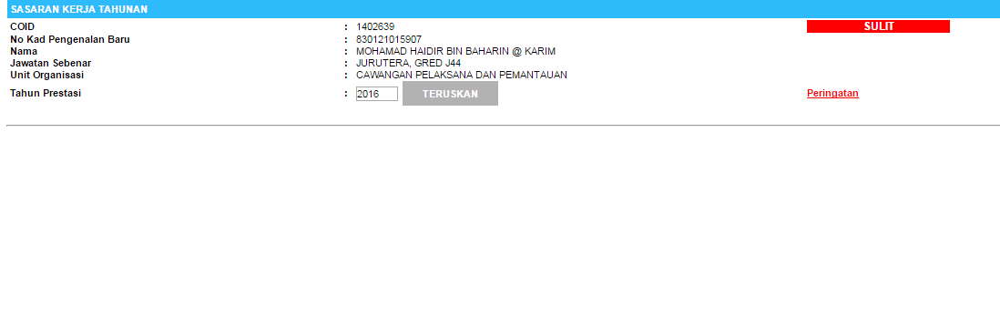 SASARAN KERJA TAHUNAN
COID : 1402639 SULIT
No Kad Pengenalan Baru : 830121015907
Nama : MOHAMAD HAIDIR BIN BAHARIN @ KARIM
Jawatan Sebenar : JURUTERA, GRED J44
Unit Organisasi : CAWANGAN PELAKSANA DAN PEMANTAUAN
Tahun Prestasi : 2016 TERUSKAN Peringatan